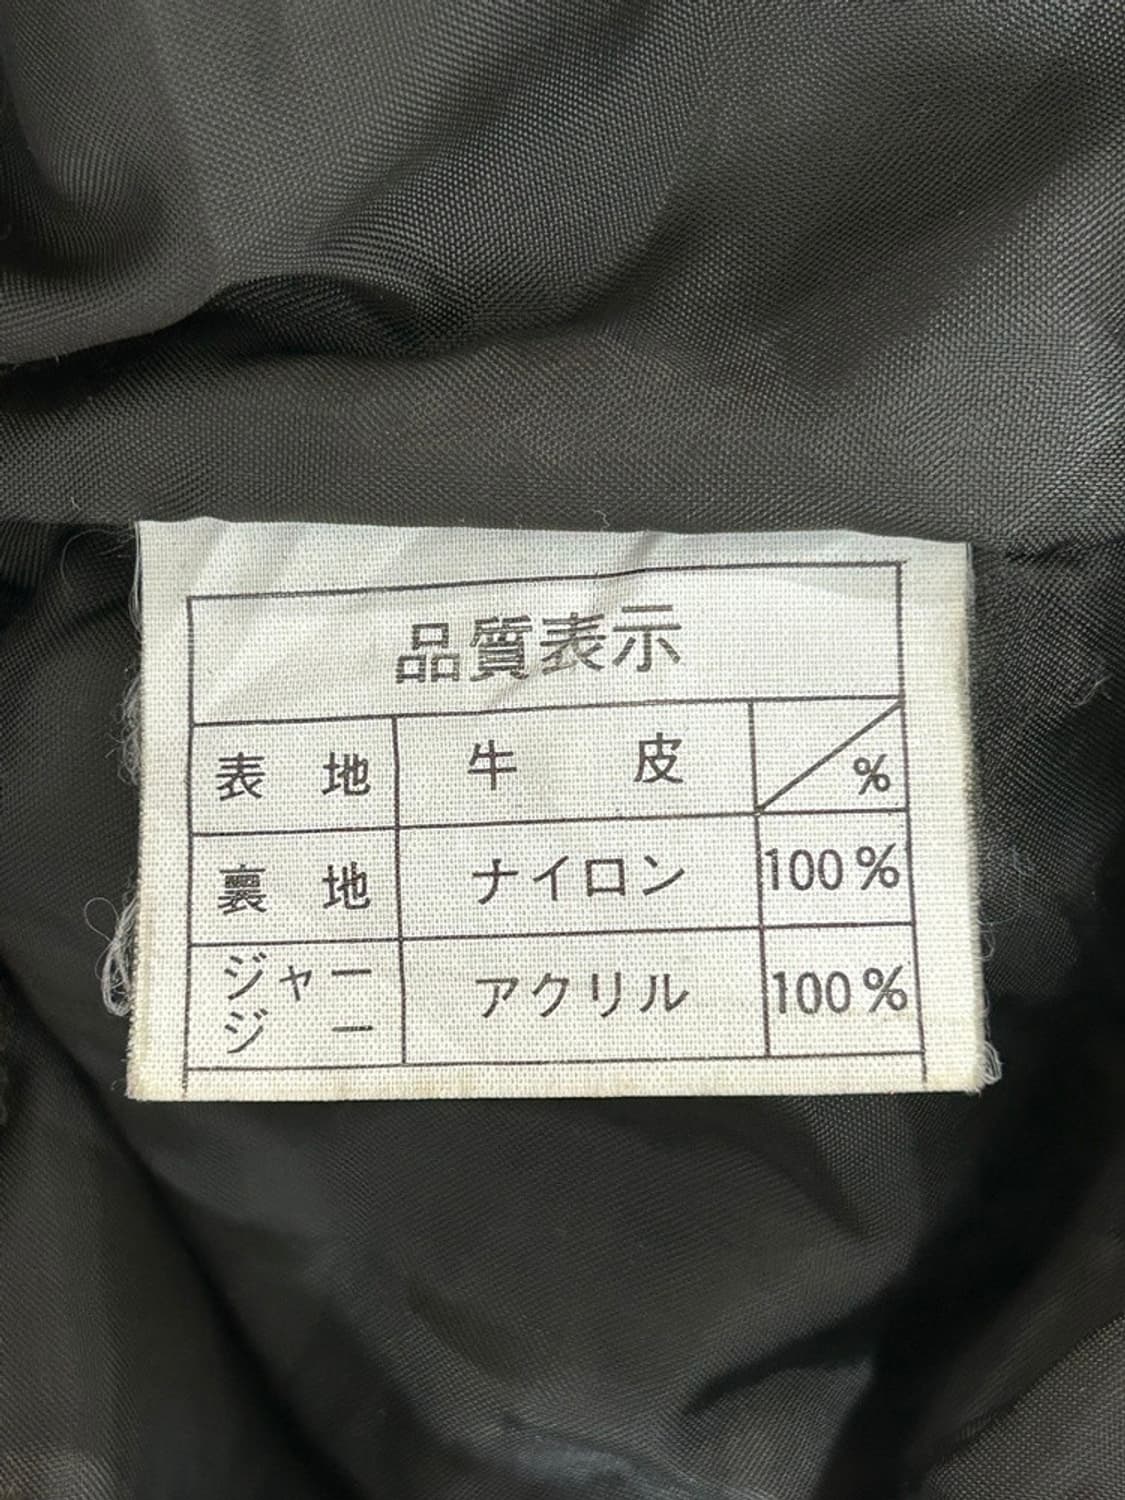 品質表示
表地 牛皮 %
裏地 ナイロン 100%
ジャージー アクリル 100%